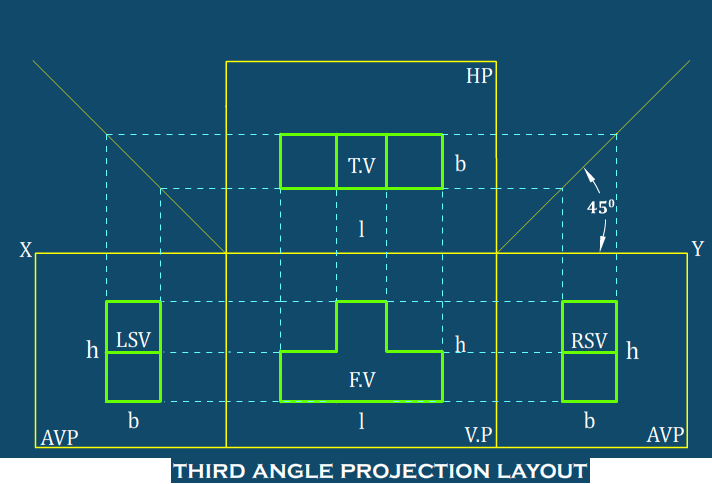 HP
T.V
b
45⁰
l
X
Y
LSV
h
h
RSV
h
F.V
b
l
b
AVP
V.P
AVP
THIRD ANGLE PROJECTION LAYOUT